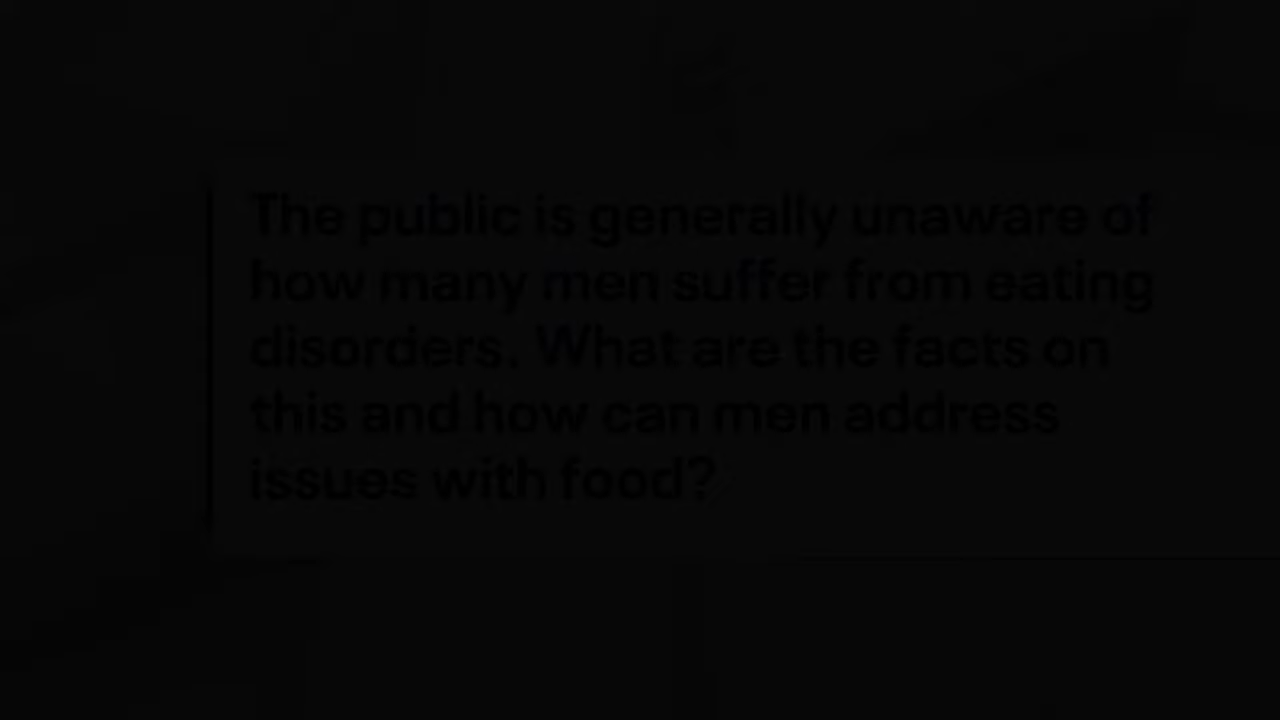 The public is generally unaware of
how many men suffer from eating
disorders. What are the facts on
this and how can men address
issues with food?